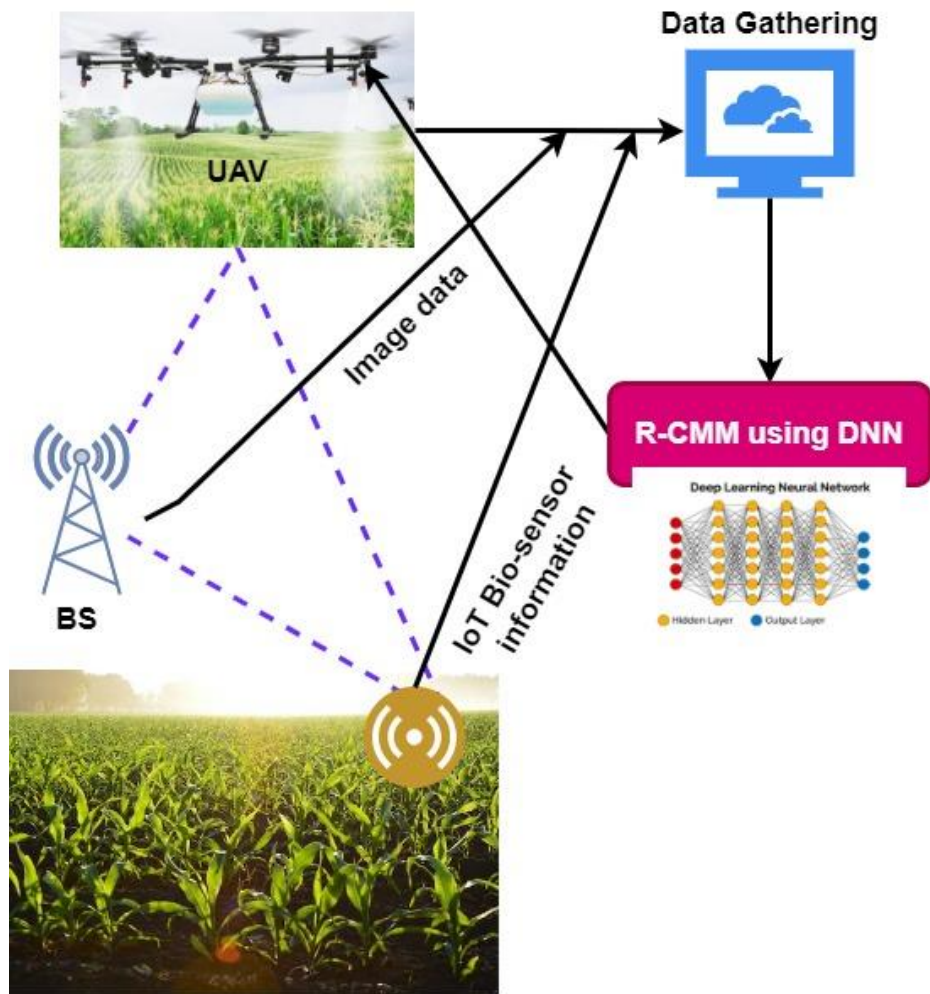 Data Gathering
UAV
Image data
R-CMM using DNN
Deep Learning Neural Network
Hidden Layer
Output Layer
IoT Bio-sensor
information
BS